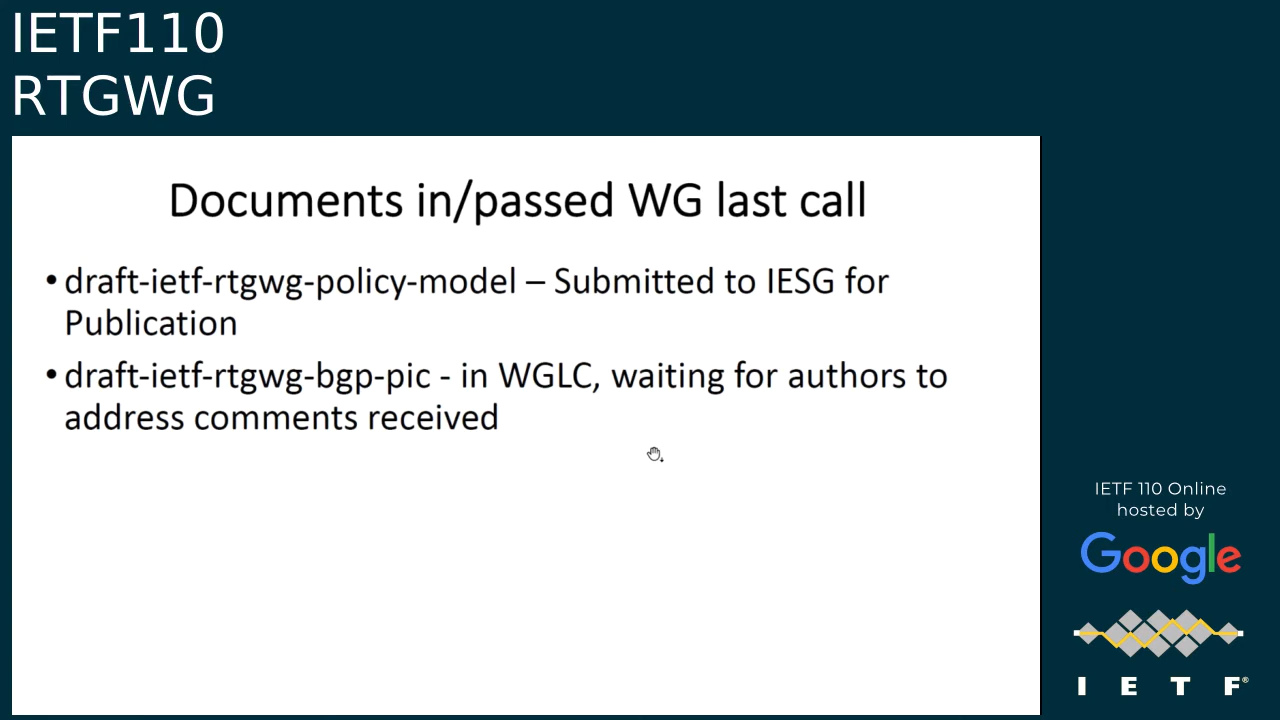 IETF110
RTGWG
Documents in/passed WG last call
•draft-ietf-rtgwg-policy-model – Submitted to IESG for
Publication
•draft-ietf-rtgwg-bgp-pic - in WGLC, waiting for authors to
address comments received
IETF 110 Online
hosted by
Google
I E T F®